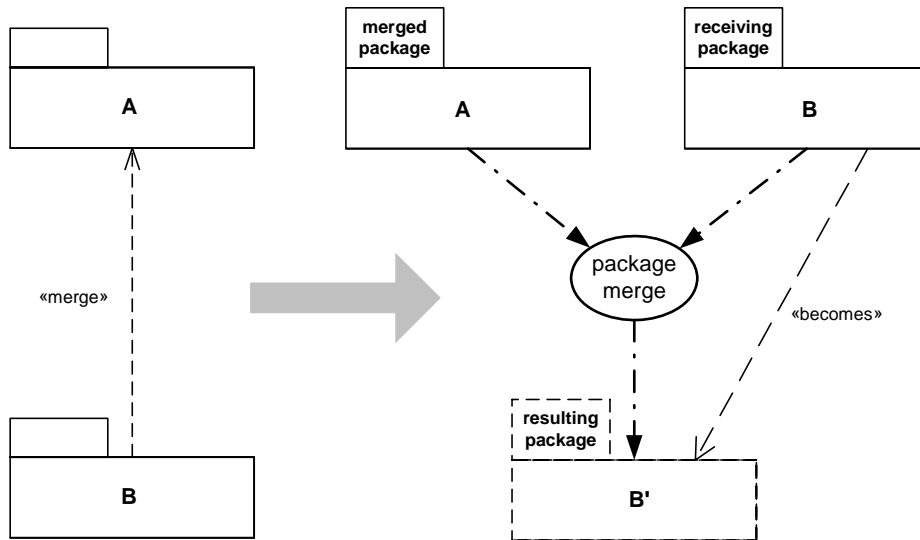 A
«merge»
B
merged
package
A
receiving
package
B
package
merge
«becomes»
resulting
package
B'